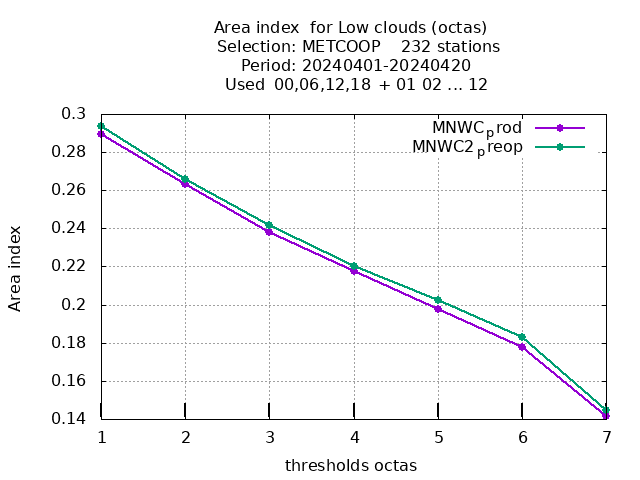 Area index  for Low clouds (octas)
Selection: METCOOP    232 stations
Period: 20240401-20240420
Used  00,06,12,18  + 01 02 ... 12
0.3
0.28
0.26
0.24
0.22
0.2
0.18
0.16
0.14
Area index
MNWCprod
MNWC2preop
1 2 3 4 5 6 7
thresholds octas